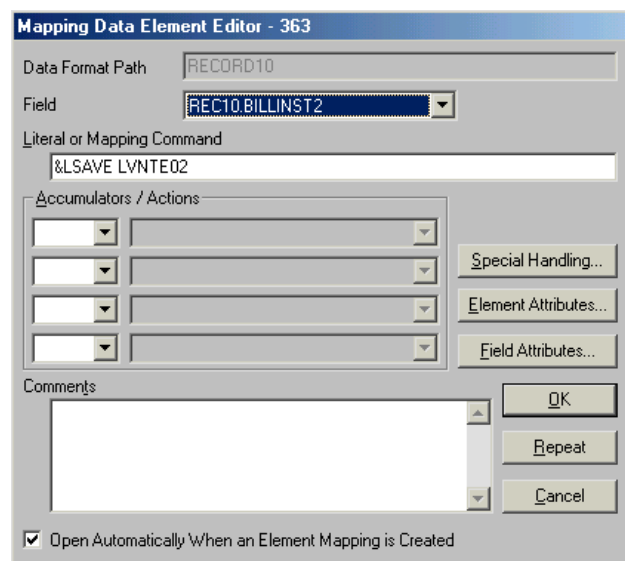 Mapping Data Element Editor - 363
Data Format Path RECORD10
Field REC10.BILLINST2
Literal or Mapping Command
&LSAVE LVNTE02
Accumulators / Actions
Special Handling...
Element Attributes...
Field Attributes...
Comments
OK
Repeat
Cancel
Open Automatically When an Element Mapping is Created